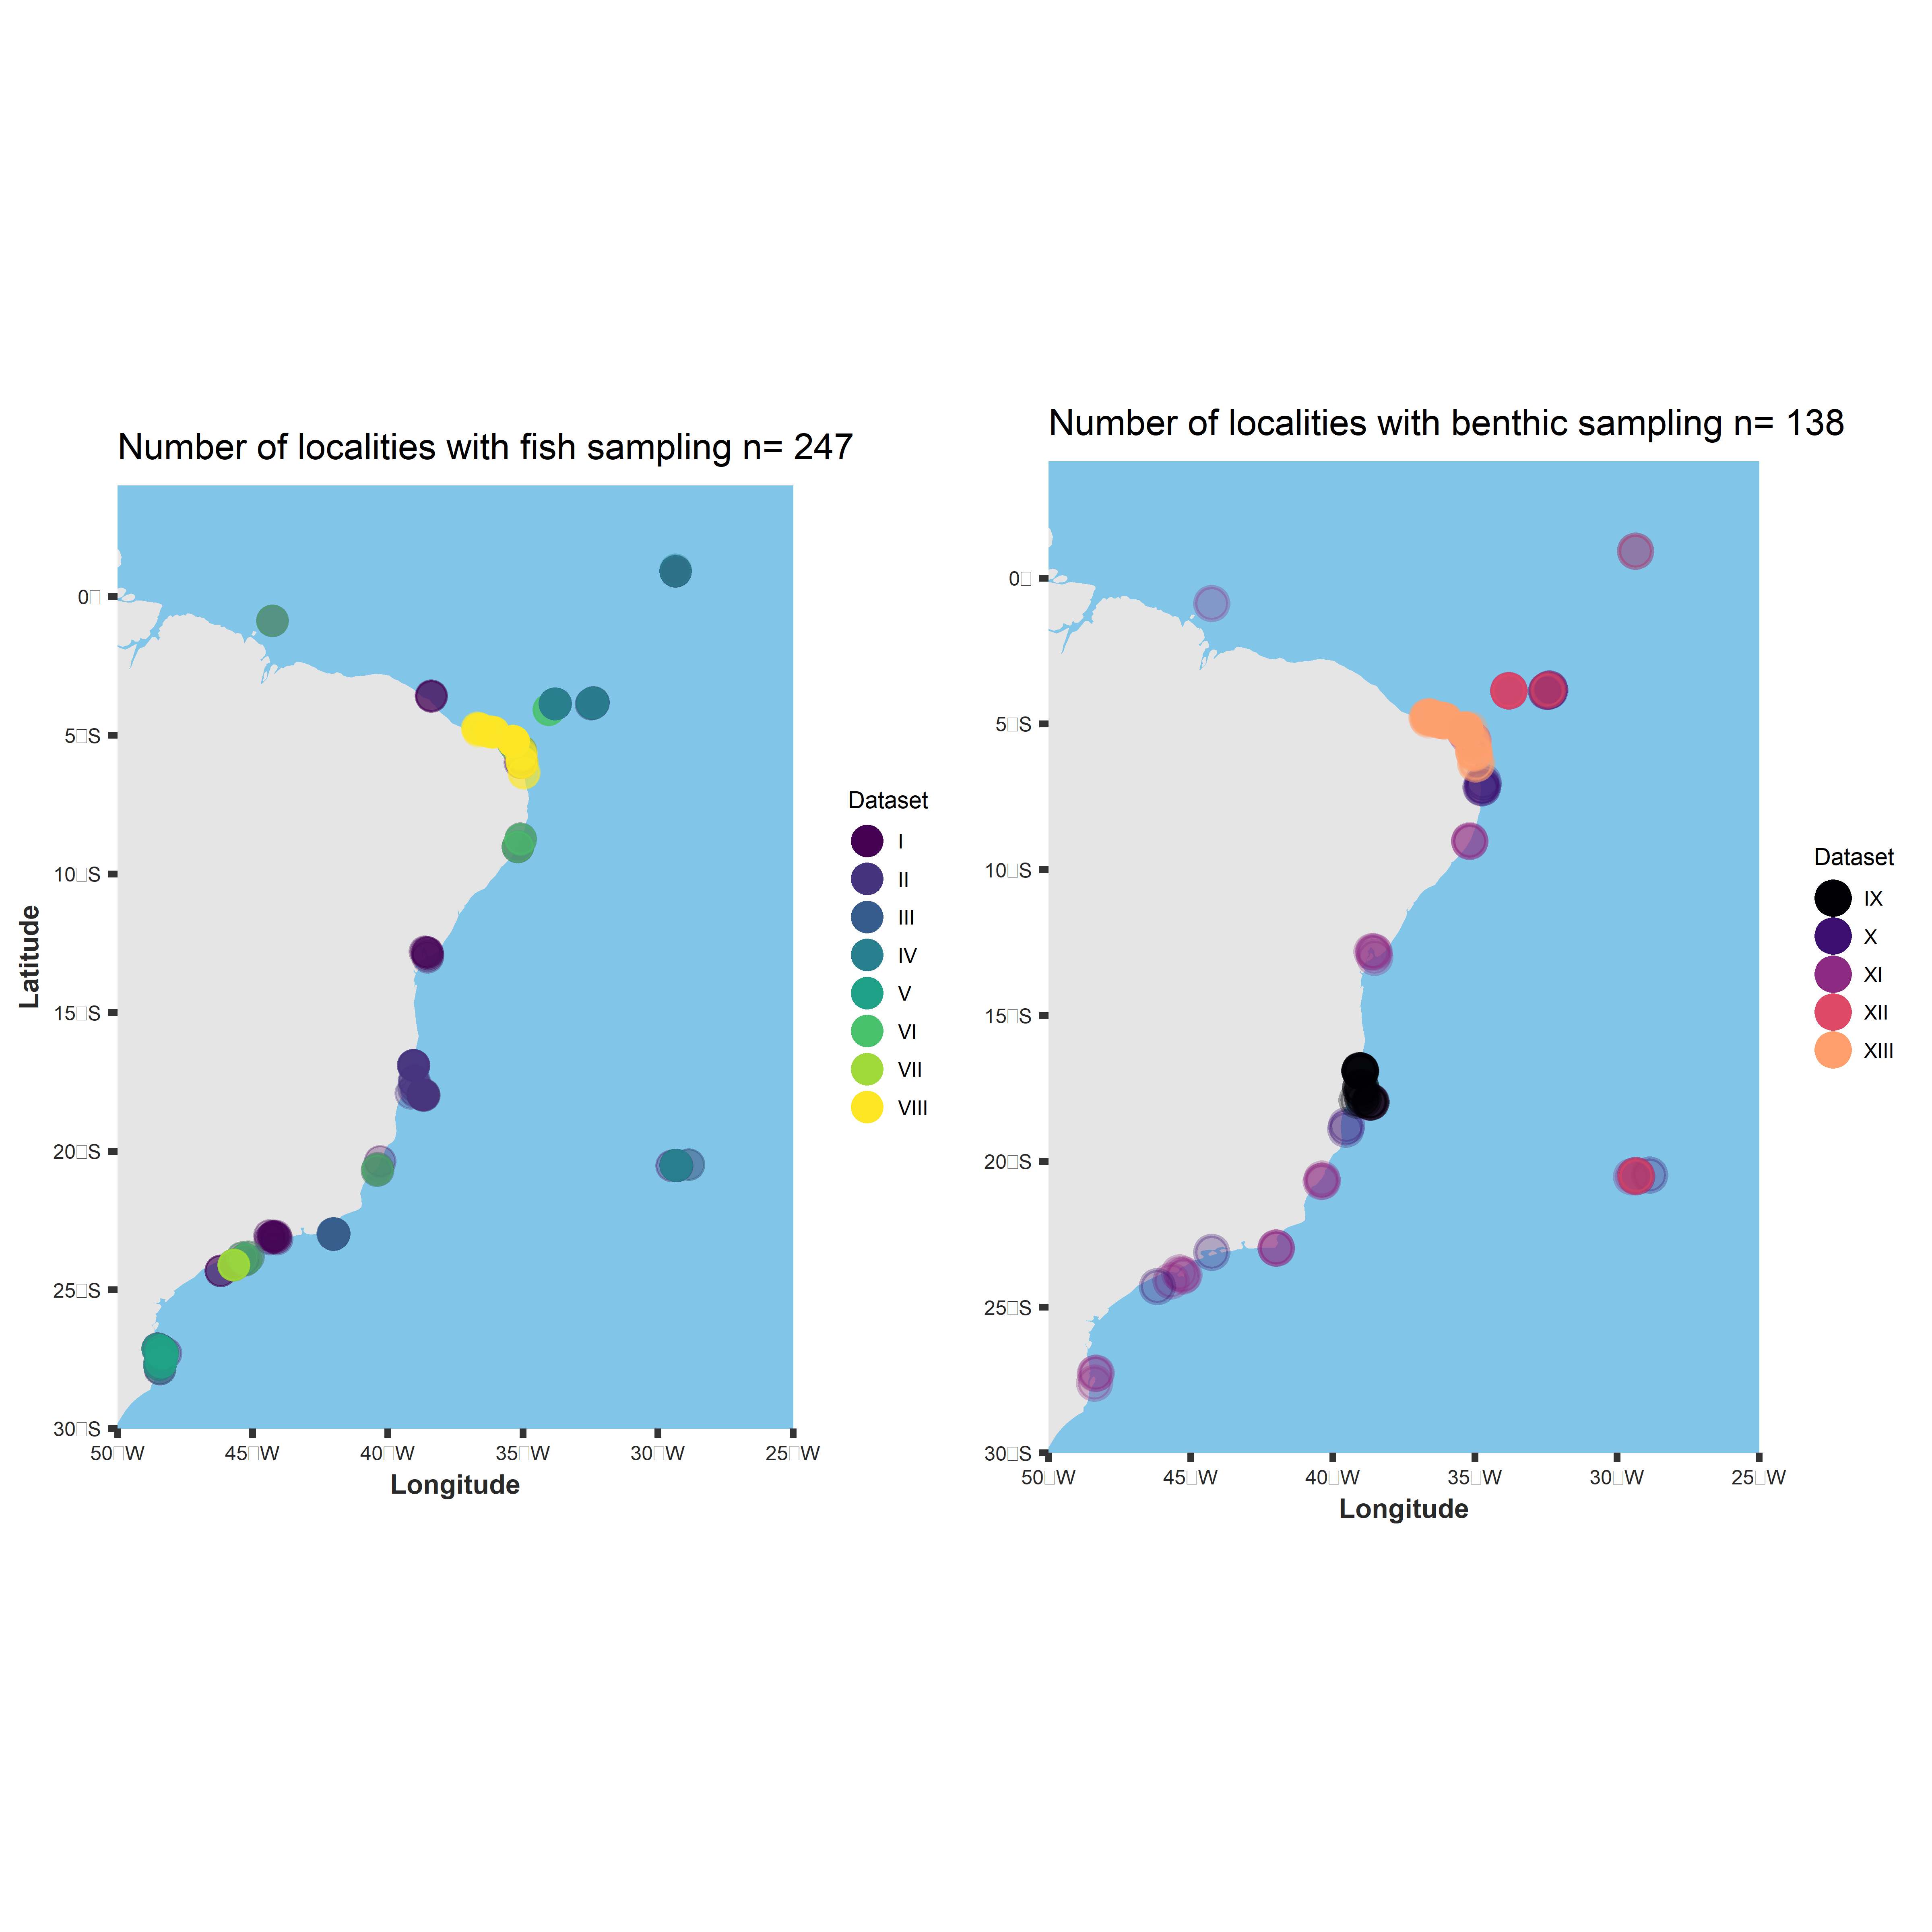 Number of localities with fish sampling n= 247
0□
5□S
10□S
15□S
20□S
25□S
30□S
50□W
45□W
40□W
35□W
30□W
25□W
Latitude
Longitude
Dataset
I
II
III
IV
V
VI
VII
VIII
Number of localities with benthic sampling n= 138
0□
5□S
10□S
15□S
20□S
25□S
30□S
50□W
45□W
40□W
35□W
30□W
25□W
Longitude
Dataset
IX
X
XI
XII
XIII